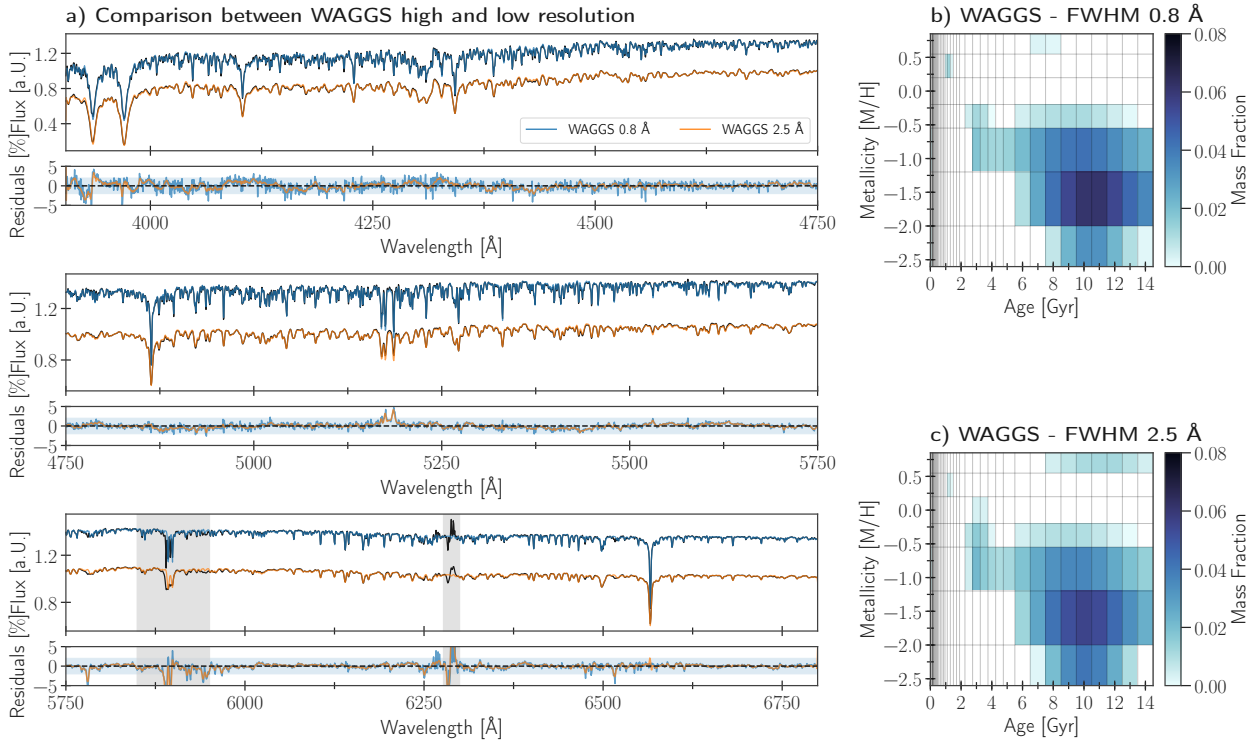 a) Comparison between WAGGS high and low resolution
Flux [a.U.]
1.2
0.8
0.4
WAGGS 0.8 Å
WAGGS 2.5 Å
Residuals [%]
5
0
−5
4000
4250
4500
4750
Wavelength [Å]
Flux [a.U.]
1.2
0.8
Residuals [%]
5
0
−5
4750
5000
5250
5500
5750
Wavelength [Å]
Flux [a.U.]
1.2
0.8
Residuals [%]
5
0
−5
5750
6000
6250
6500
6750
Wavelength [Å]
b) WAGGS - FWHM 0.8 Å
Metallicity [M/H]
0.5
0.0
−0.5
−1.0
−1.5
−2.0
−2.5
0 2 4 6 8 10 12 14
Age [Gyr]
0.08
0.06
0.04
0.02
0.00
Mass Fraction
c) WAGGS - FWHM 2.5 Å
Metallicity [M/H]
0.5
0.0
−0.5
−1.0
−1.5
−2.0
−2.5
0 2 4 6 8 10 12 14
Age [Gyr]
0.08
0.06
0.04
0.02
0.00
Mass Fraction